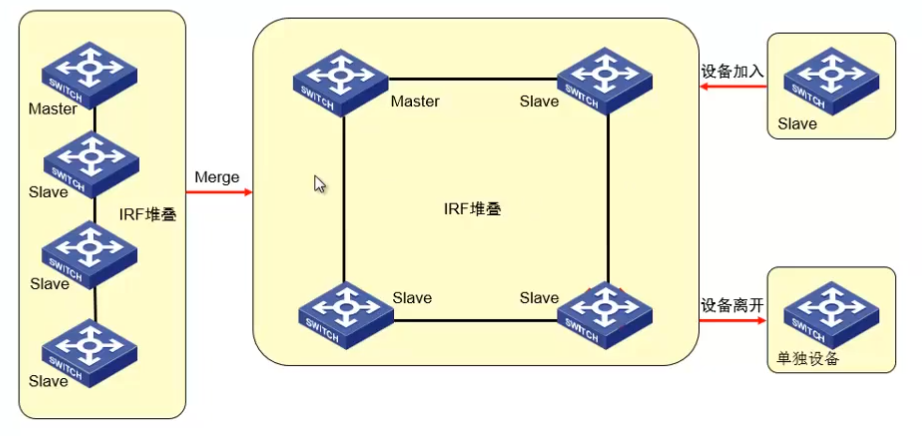 SWITCH
Master
SWITCH
Slave
IRF堆叠
SWITCH
Slave
SWITCH
Slave
Merge
SWITCH
Master
SWITCH
Slave
IRF堆叠
SWITCH
Slave
SWITCH
Slave
设备加入
SWITCH
Slave
设备离开
SWITCH
单独设备